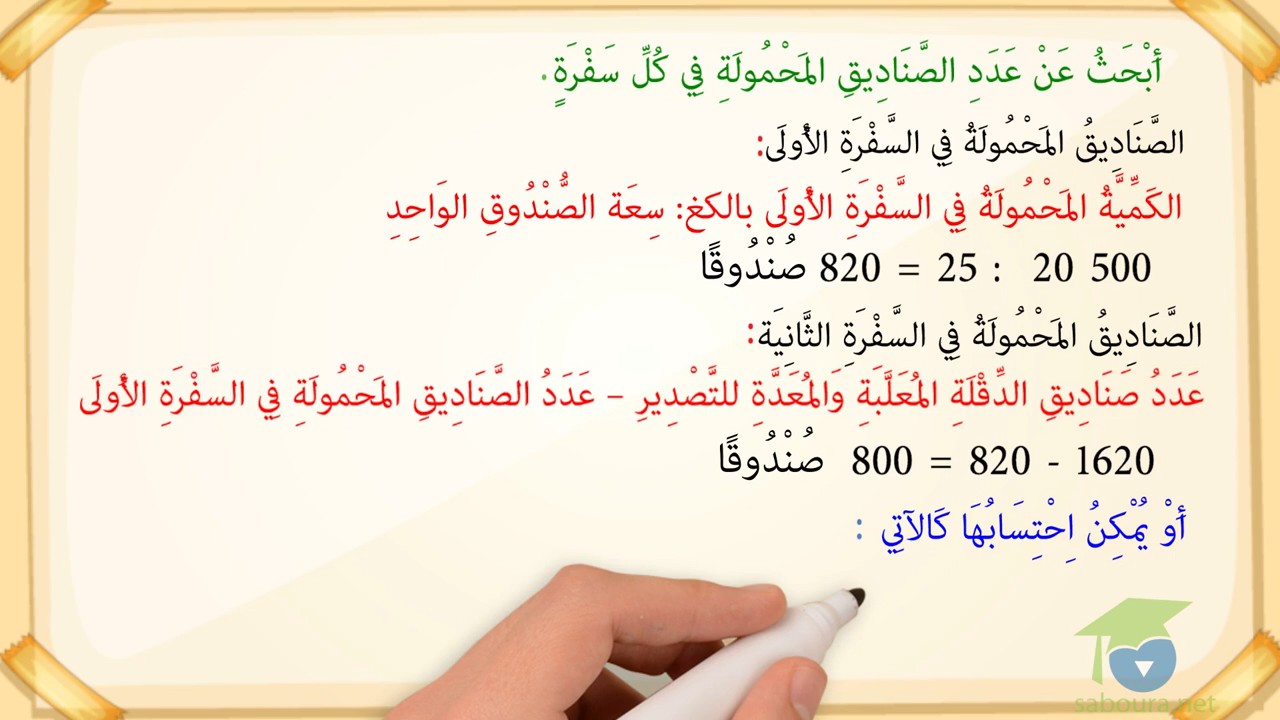 أَبْحَثُ عَنْ عَدَدِ الصَّنَادِيقِ المَحْمُولَةِ فِي كُلِّ سَفْرَةٍ.
الصَّنَادِيقُ المَحْمُولَةُ فِي السَّفْرَةِ الأُولَى:
الكَمِّيَّةُ المَحْمُولَةُ فِي السَّفْرَةِ الأُولَى بِالكغ: سِعَة الصُّنْدُوقِ الوَاحِدِ
20 500 : 25 = 820 صُنْدُوقًا
الصَّنَادِيقُ المَحْمُولَةُ فِي السَّفْرَةِ الثَّانِيَة:
عَدَدُ صَنَادِيقِ الدِّقْلَةِ المُعَلَّبَةِ وَالمُعَدَّةِ للتَّصْدِيرِ – عَدَدُ الصَّنَادِيقِ المَحْمُولَةِ فِي السَّفْرَةِ الأُولَى
1620 - 820 = 800 صُنْدُوقًا
أَوْ يُمْكِنُ اِحْتِسَابُهَا كَالآتِي :
saboura.net